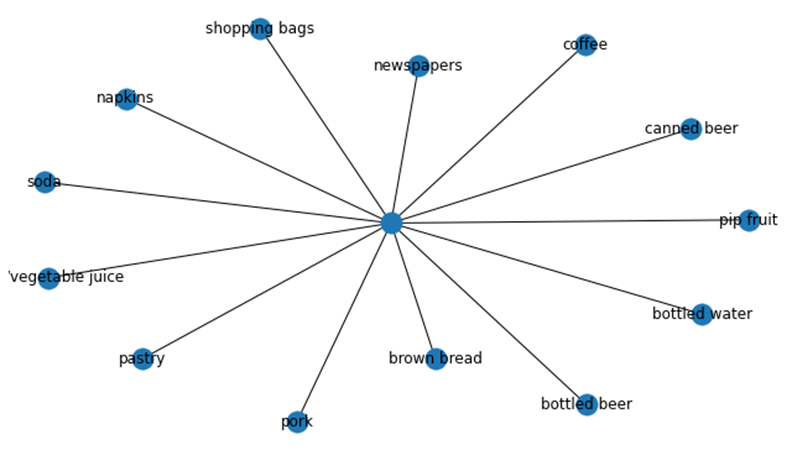 shopping bags
coffee
newspapers
napkins
canned beer
soda
pip fruit
/vegetable juice
bottled water
pastry
brown bread
bottled beer
pork